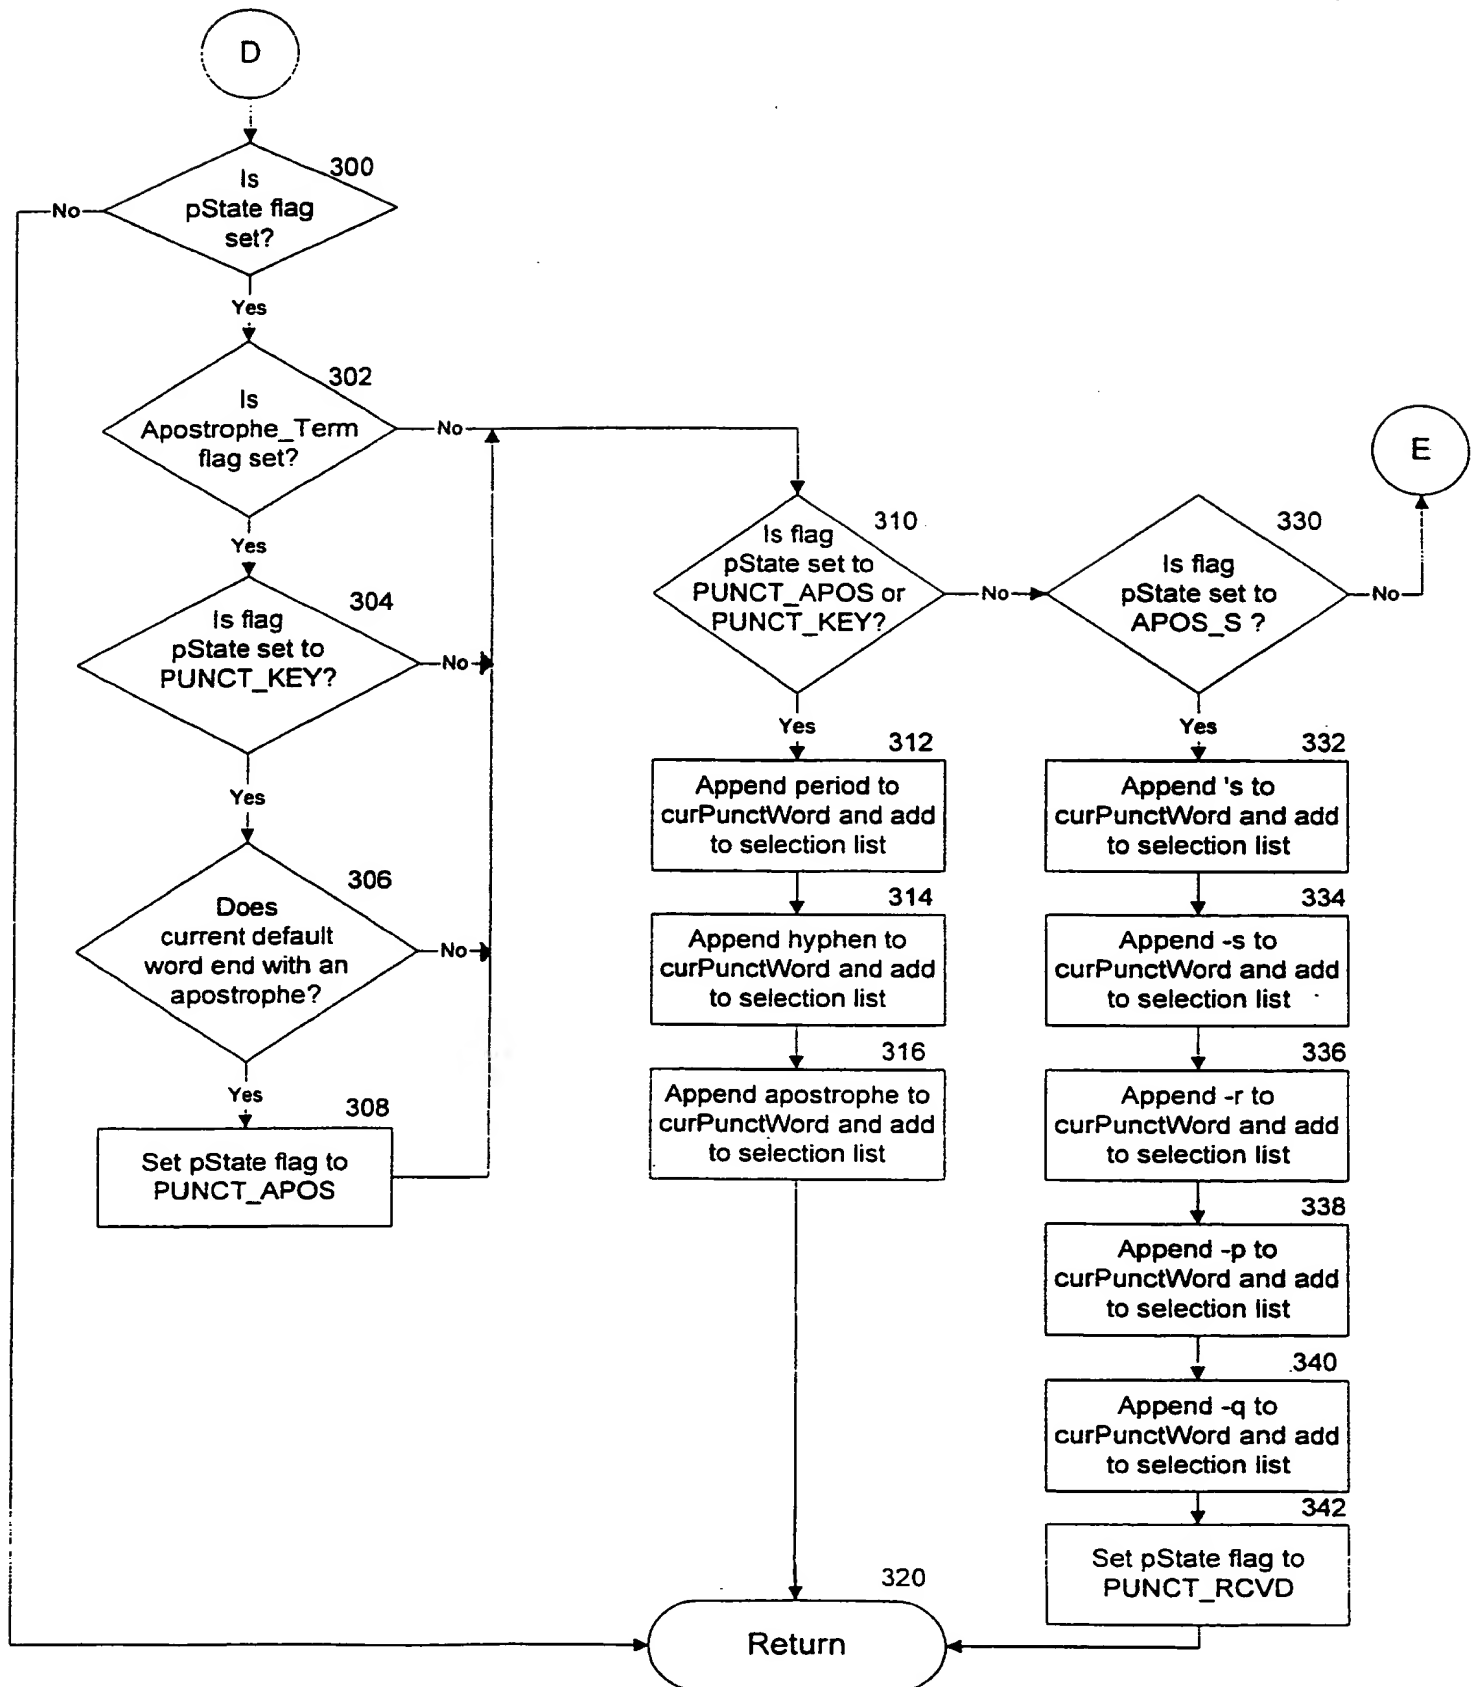 D
300
Is
pState flag
set?
No
Yes
302
Is
Apostrophe_Term
flag set?
No
Yes
304
Is flag
pState set to
PUNCT_KEY?
No
Yes
306
Does
current default
word end with an
apostrophe?
No
Yes
308
Set pState flag to
PUNCT_APOS
310
Is flag
pState set to
PUNCT_APOS or
PUNCT_KEY?
No
Yes
312
Append period to
curPunctWord and add
to selection list
314
Append hyphen to
curPunctWord and add
to selection list
316
Append apostrophe to
curPunctWord and add
to selection list
320
Return
330
Is flag
pState set to
APOS_S ?
No
E
Yes
332
Append 's to
curPunctWord and add
to selection list
334
Append -s to
curPunctWord and add
to selection list
336
Append -r to
curPunctWord and add
to selection list
338
Append -p to
curPunctWord and add
to selection list
340
Append -q to
curPunctWord and add
to selection list
342
Set pState flag to
PUNCT_RCVD